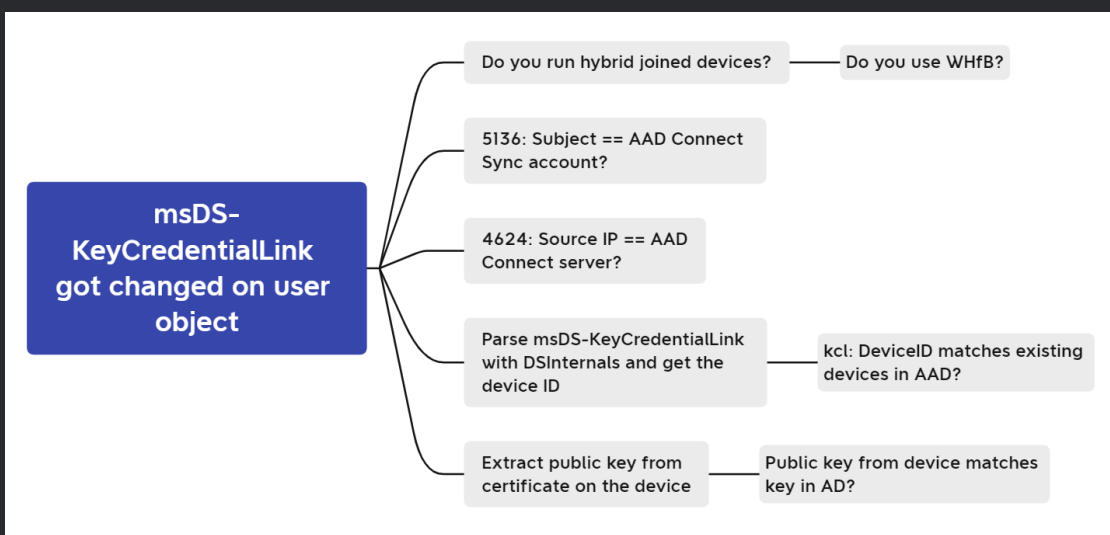 msDS-
KeyCredentialLink
got changed on user
object
Do you run hybrid joined devices?
Do you use WHfB?
5136: Subject == AAD Connect
Sync account?
4624: Source IP == AAD
Connect server?
Parse msDS-KeyCredentialLink
with DSInternals and get the
device ID
kcl: DeviceID matches existing
devices in AAD?
Extract public key from
certificate on the device
Public key from device matches
key in AD?